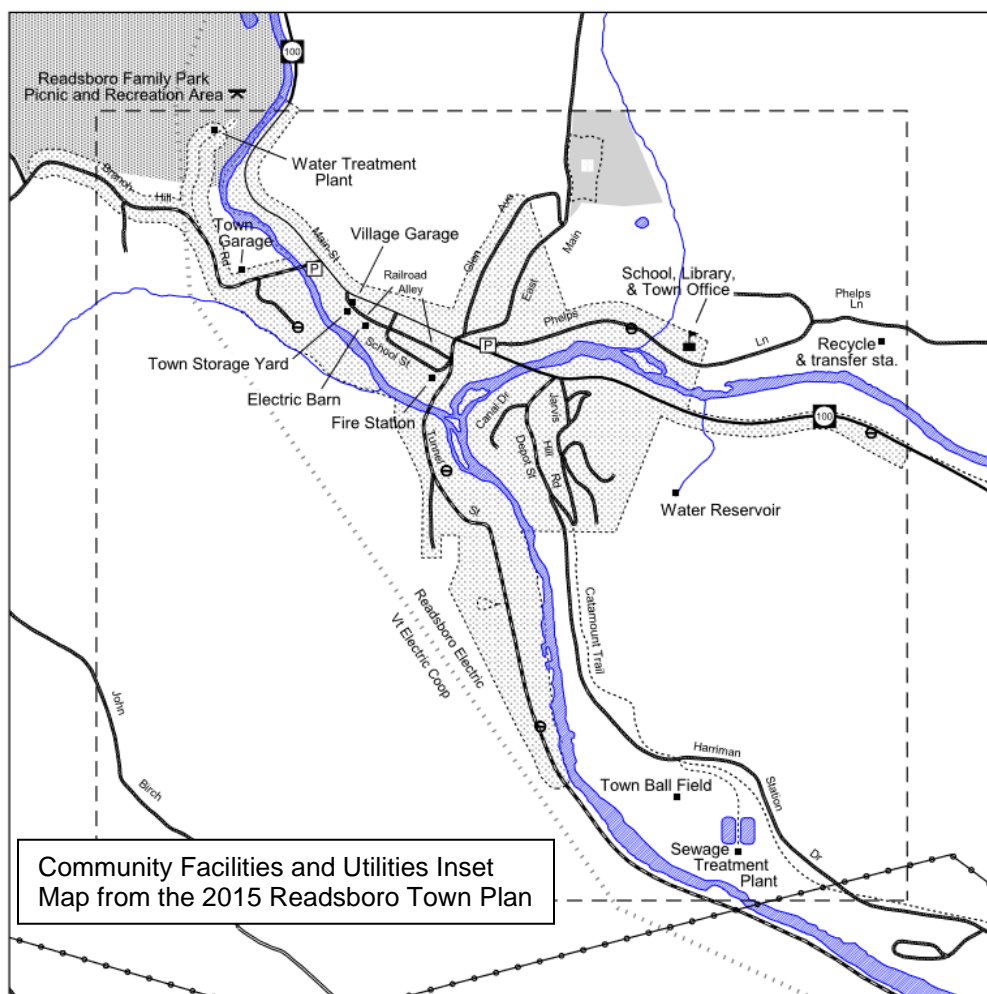 100
Readsboro Family Park
Picnic and Recreation Area
Water Treatment
Plant
Branch
Hill
Rd
Town
Garage
P
Main St
Village Garage
Railroad
Alley
Glen Ave
East Main
School, Library,
& Town Office
Phelps
Ln
Phelps Ln
Recycle
& transfer sta.
P
Town Storage Yard
School St
Electric Barn
Fire Station
Tunnel
St
Canal Dr
Depot St
Jarvis
Hill
Rd
100
Water Reservoir
Catamount Trail
Readsboro Electric
Vt Electric Coop
John
Birch
Harriman
Station
Dr
Town Ball Field
Sewage
Treatment
Plant
Community Facilities and Utilities Inset
Map from the 2015 Readsboro Town Plan